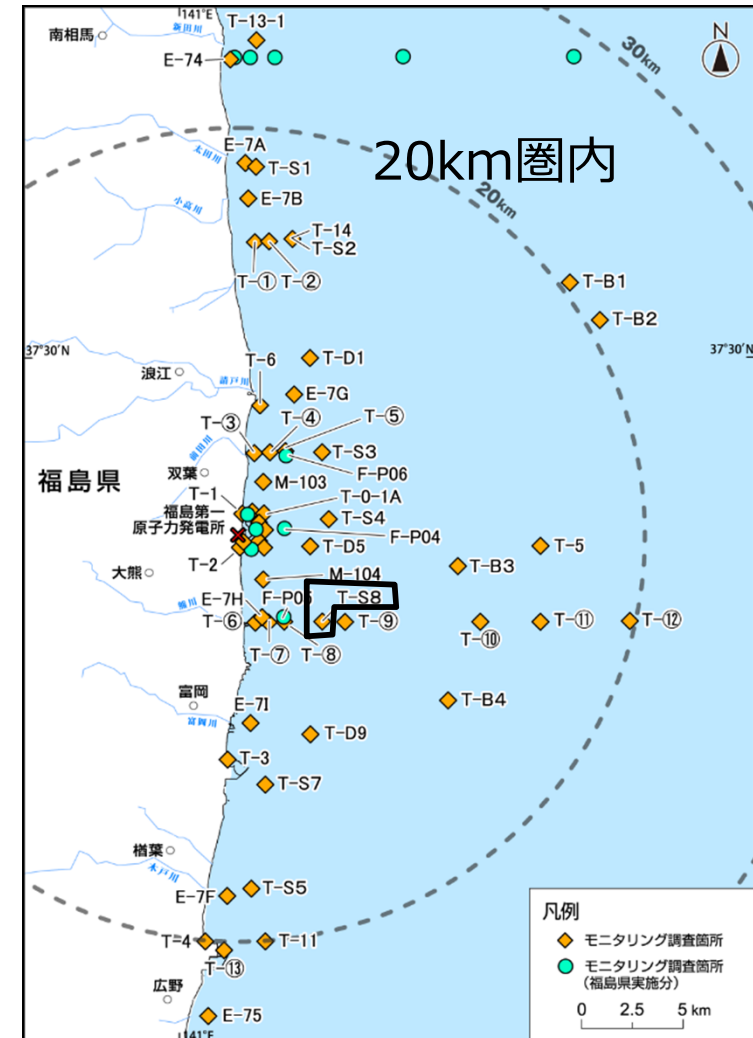 141°E
T-13-1
新田川
南相馬
E-74
N
30km
20km圏内
20km
E-7A
太田川
T-S1
小高川
E-7B
T-14
T-S2
T-①
T-②
T-B1
T-B2
37°30′N
37°30′N
T-6
T-D1
浪江
請戸川
E-7G
T-③
T-④
T-⑤
前田川
T-S3
双葉
F-P06
福島県
M-103
T-1
T-0-1A
福島第一
原子力発電所
T-S4
F-P04
T-2
T-D5
T-5
T-B3
大熊
M-104
熊川
E-7H
F-P05
T-S8
T-⑥
T-⑨
T-⑩
T-⑪
T-⑫
T-⑦
T-⑧
富岡
E-7I
富岡川
T-B4
T-D9
T-3
T-S7
楢葉
木戸川
T-S5
E-7F
T=4
T=11
T-⑬
広野
E-75
141°E
凡例
モニタリング調査箇所
モニタリング調査箇所
(福島県実施分)
0 2.5 5 km